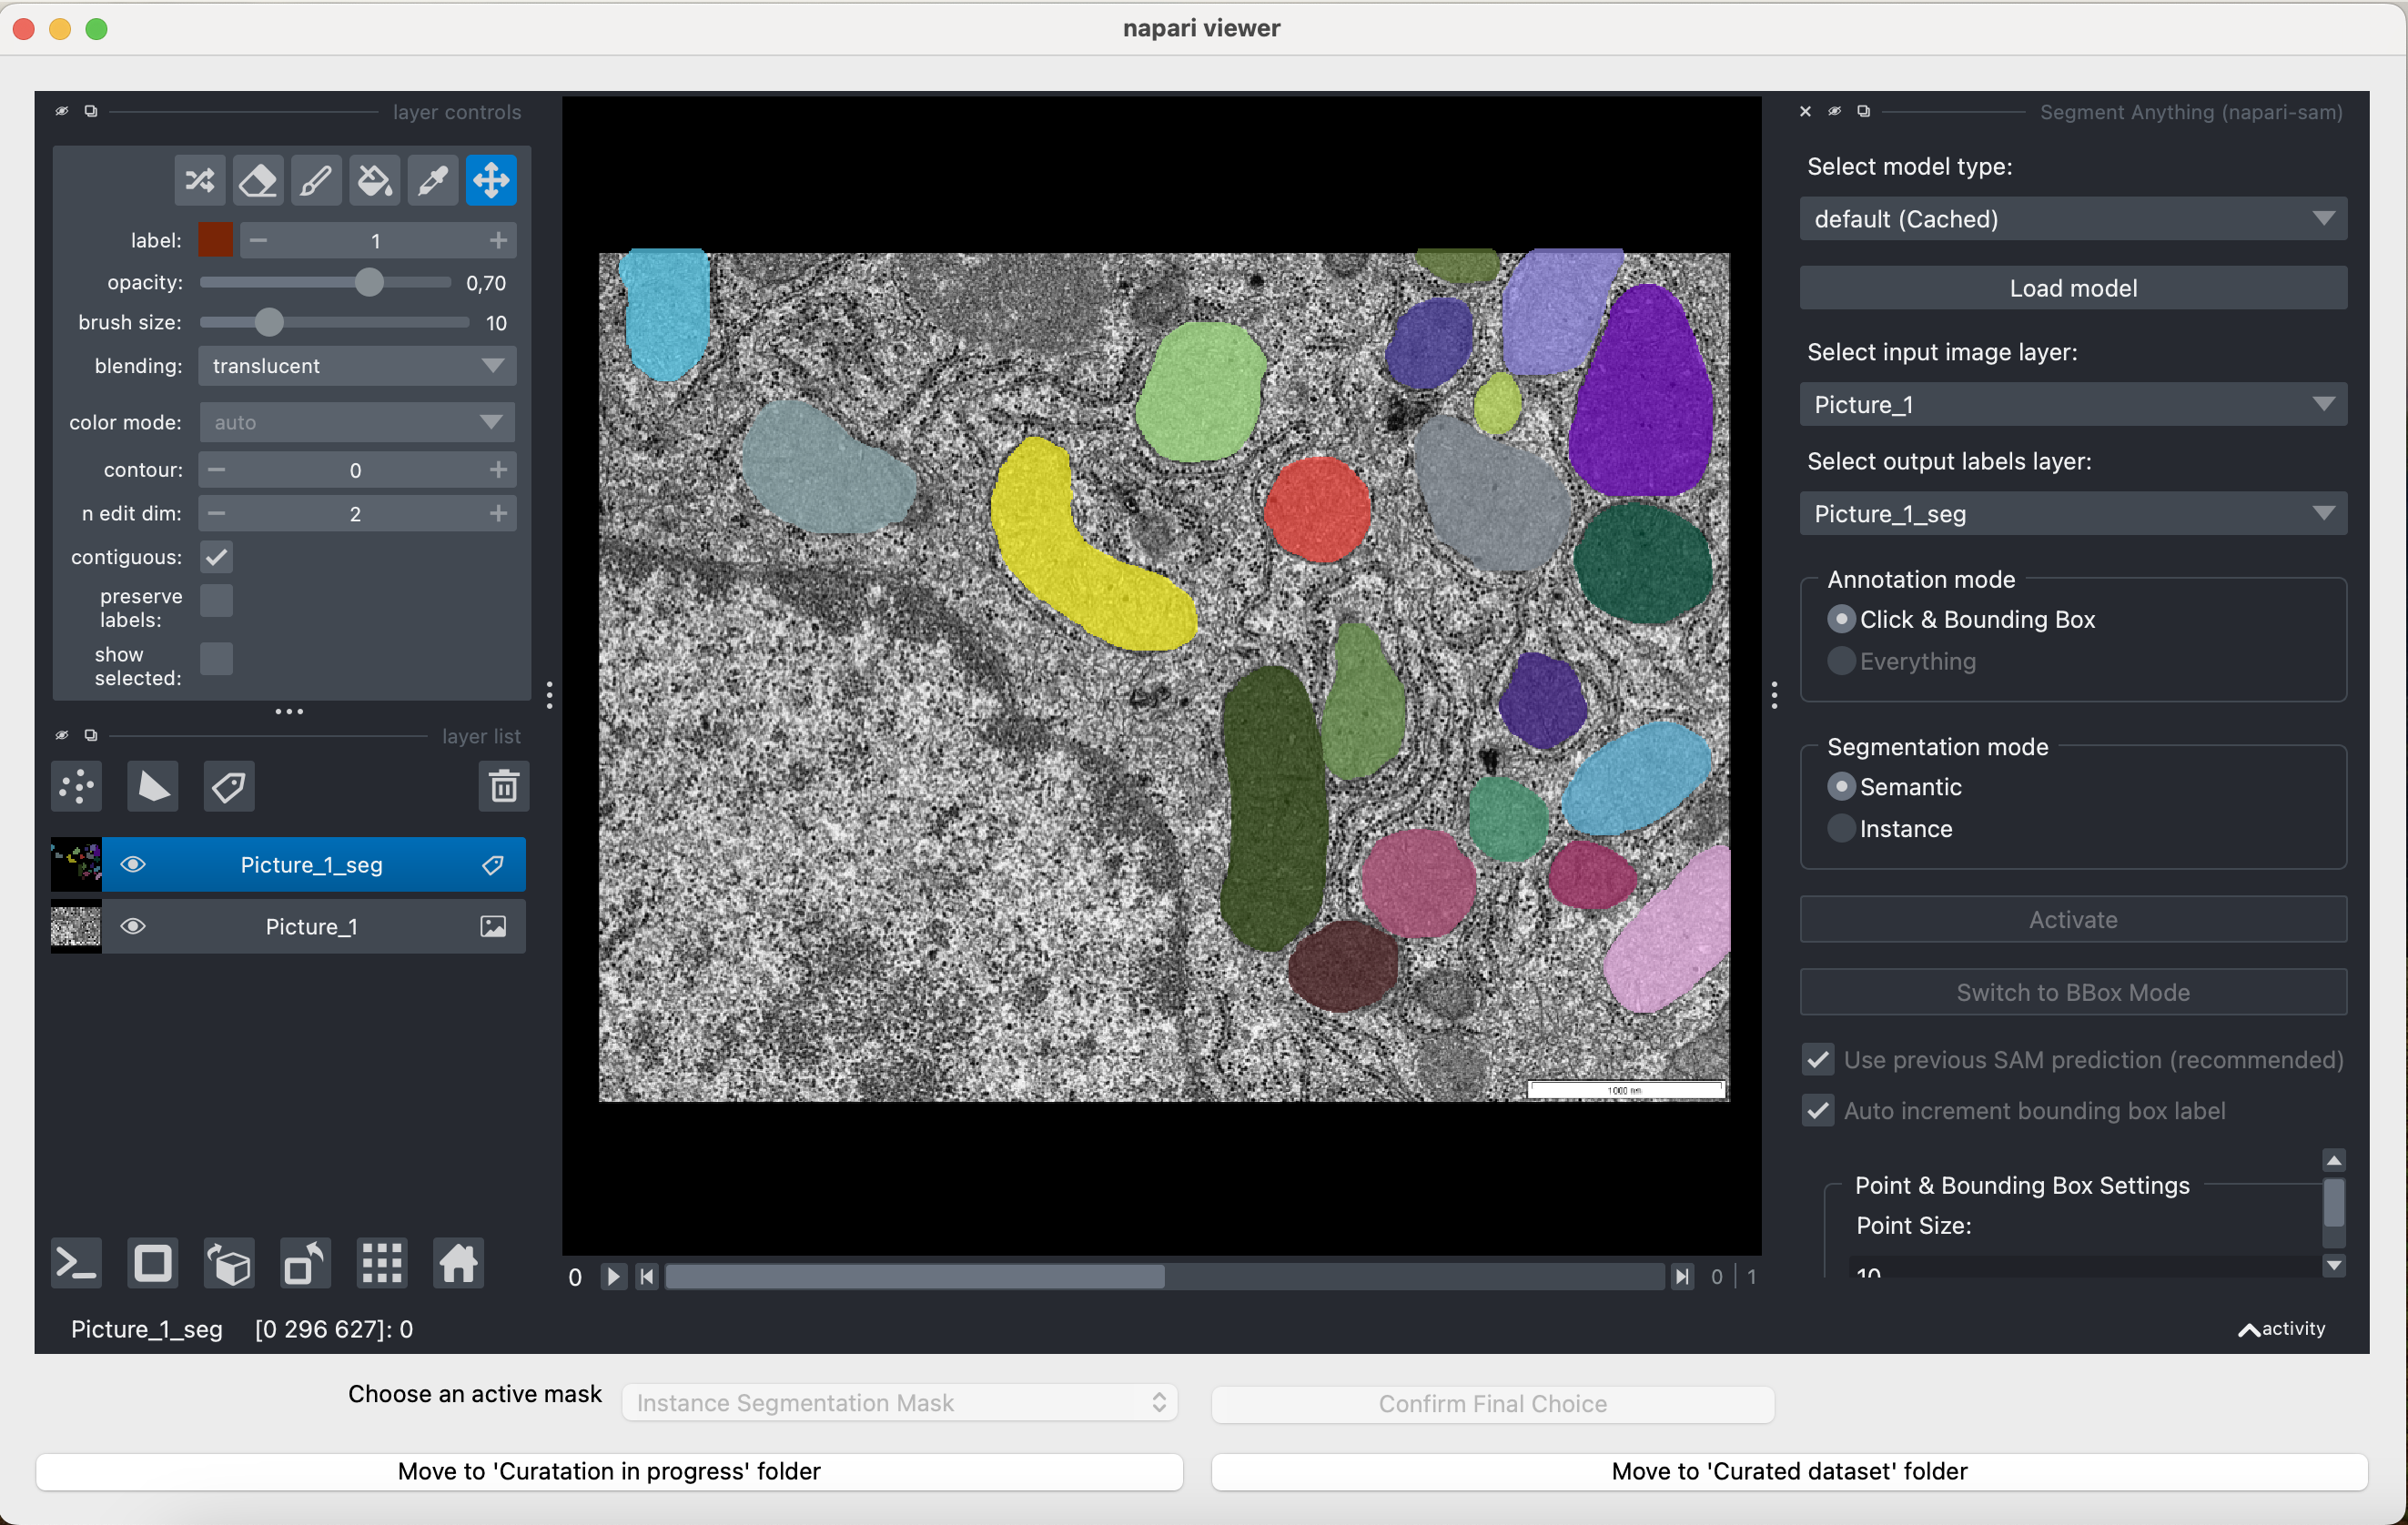 napari viewer
layer controls
label:
1
opacity:
0,70
brush size:
10
blending:
translucent
color mode:
auto
contour:
0
n edit dim:
2
contiguous:
preserve
labels:
show
selected:
layer list
Picture_1_seg
Picture_1
1000 nm
0
0
1
Picture_1_seg [0 296 627]: 0
Segment Anything (napari-sam)
Select model type:
default (Cached)
Load model
Select input image layer:
Picture_1
Select output labels layer:
Picture_1_seg
Annotation mode
Click & Bounding Box
Everything
Segmentation mode
Semantic
Instance
Activate
Switch to BBox Mode
Use previous SAM prediction (recommended)
Auto increment bounding box label
Point & Bounding Box Settings
Point Size:
10
activity
Choose an active mask
Instance Segmentation Mask
Confirm Final Choice
Move to 'Curatation in progress' folder
Move to 'Curated dataset' folder